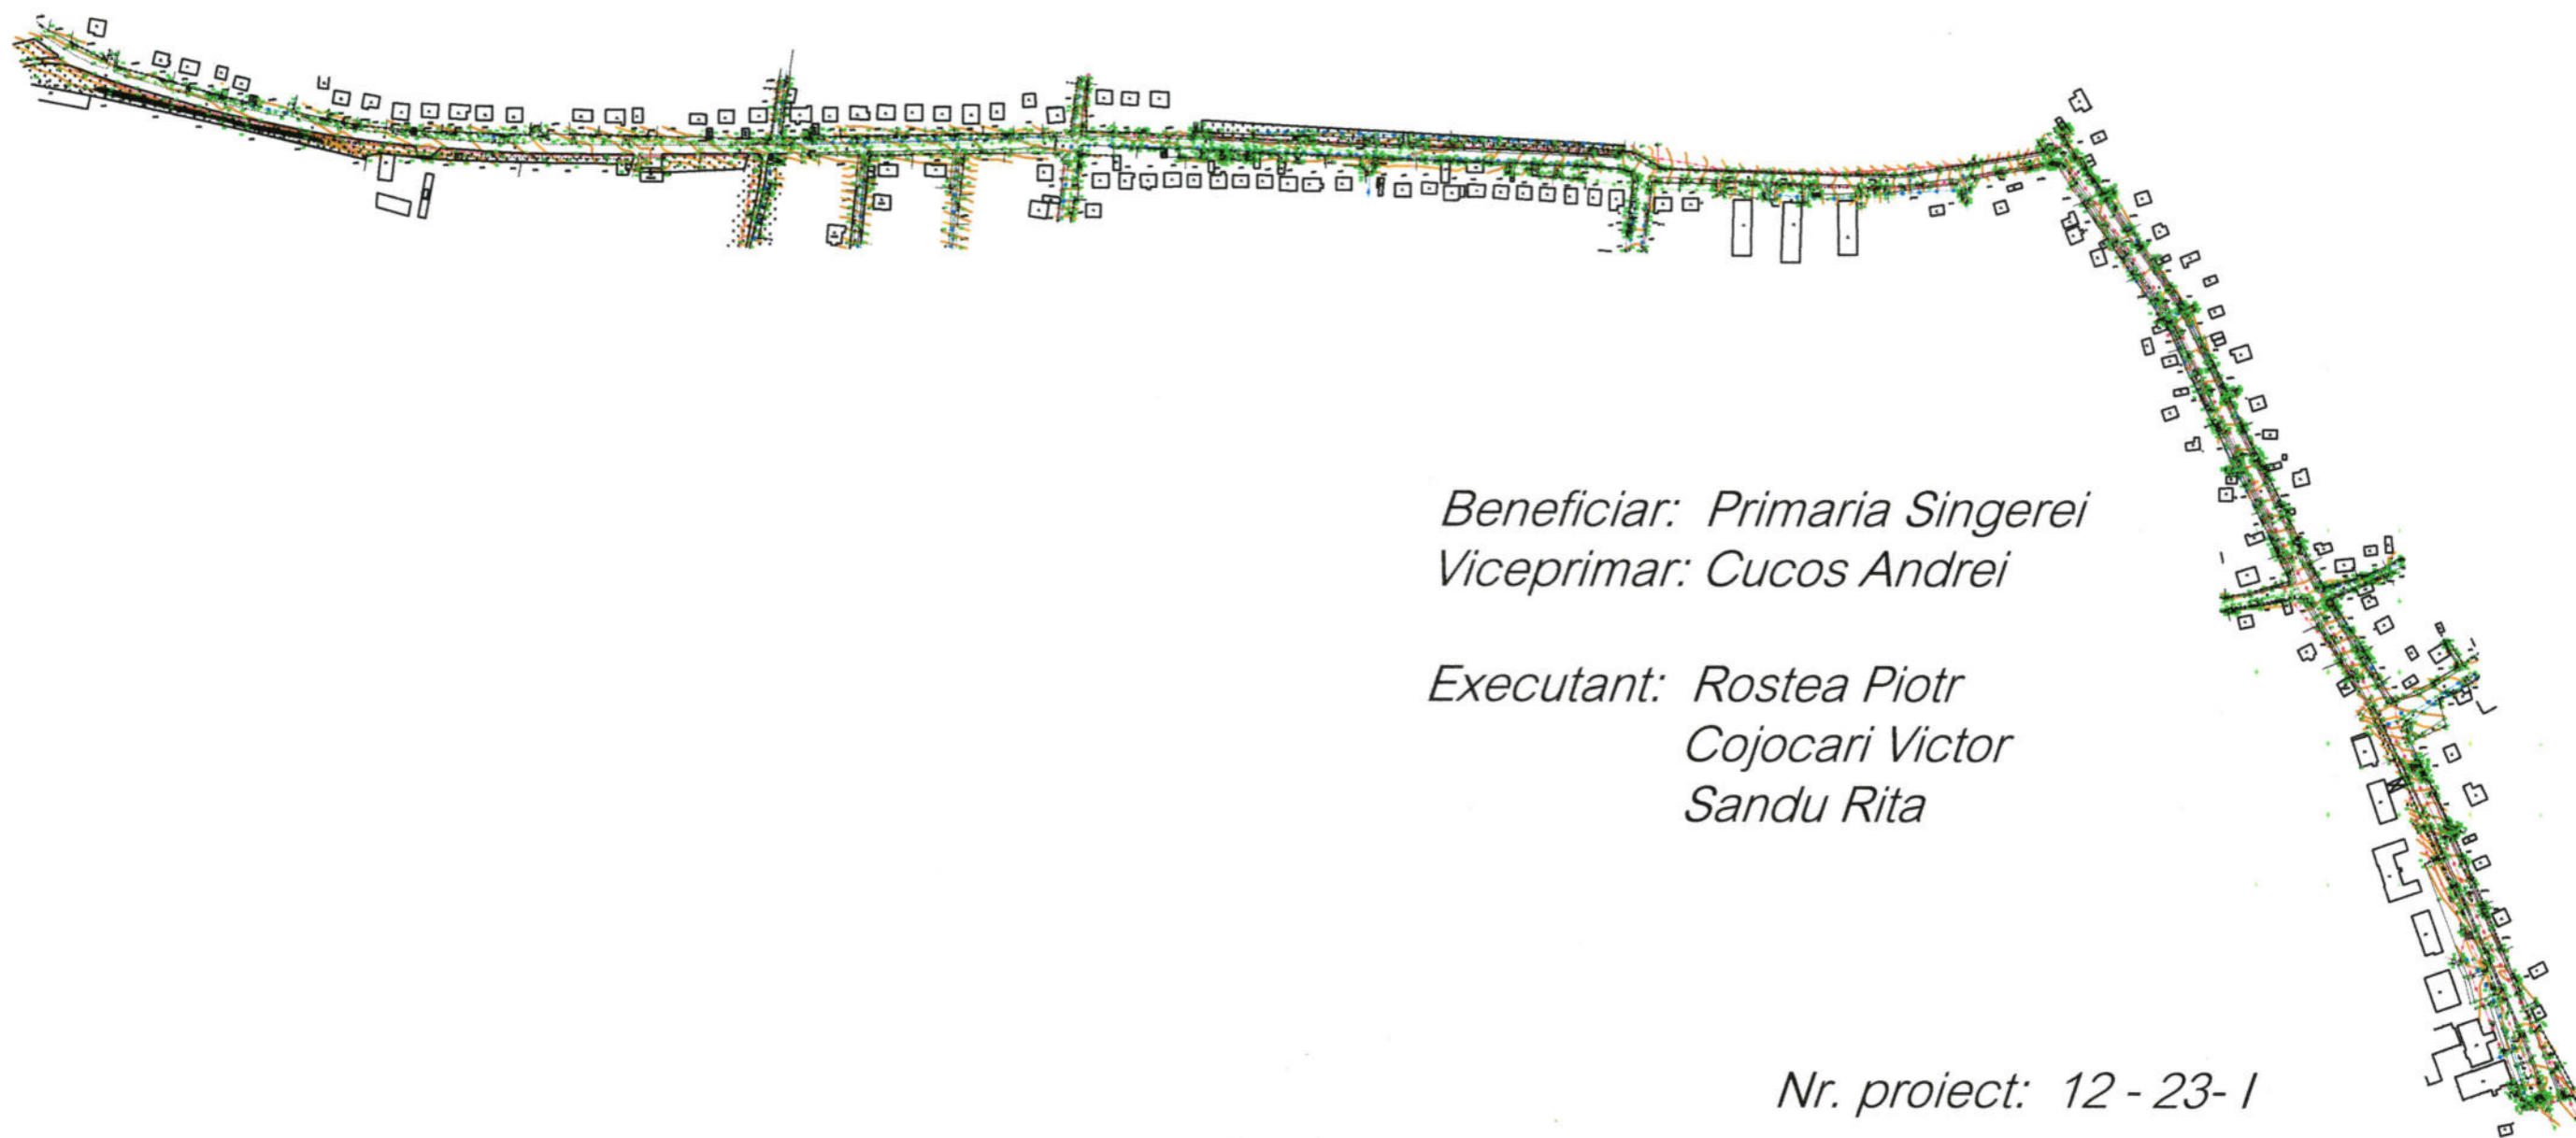 Beneficiar: Primaria Singerei
Viceprimar: Cucos Andrei
Executant: Rostea Piotr
Cojocari Victor
Sandu Rita
Nr. proiect: 12 - 23- I